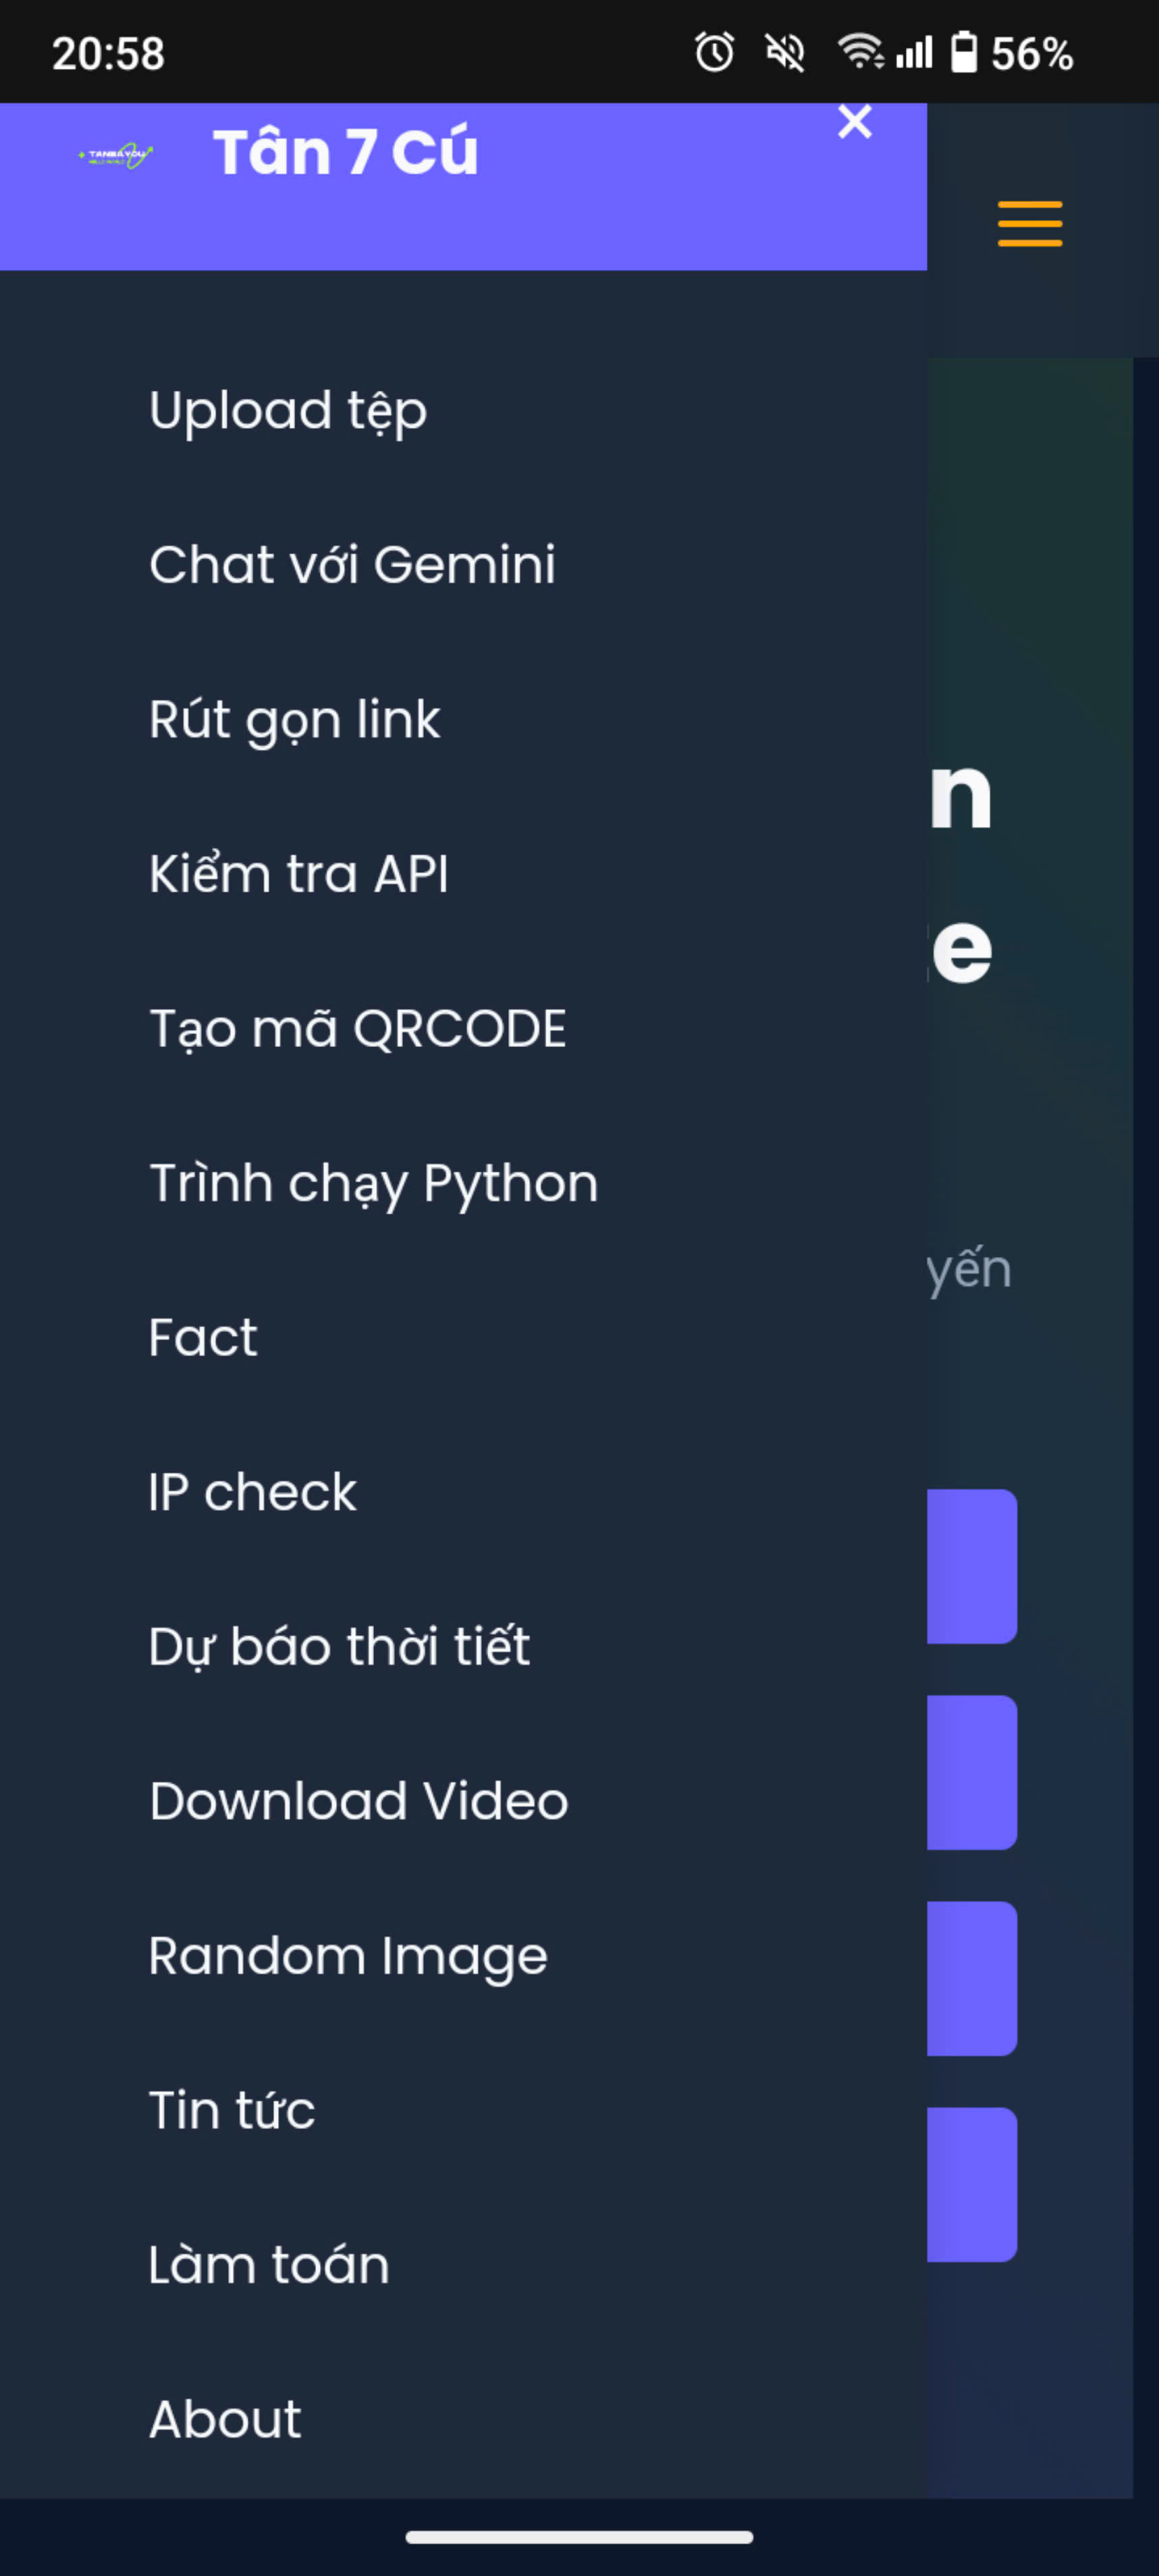 20:58
56%
TANBAYCU
Tân 7 Cú
×
Upload tệp
Chat với Gemini
Rút gọn link
n
Kiểm tra API
e
Tạo mã QRCODE
Trình chạy Python
yến
Fact
IP check
Dự báo thời tiết
Download Video
Random Image
Tin tức
Làm toán
About